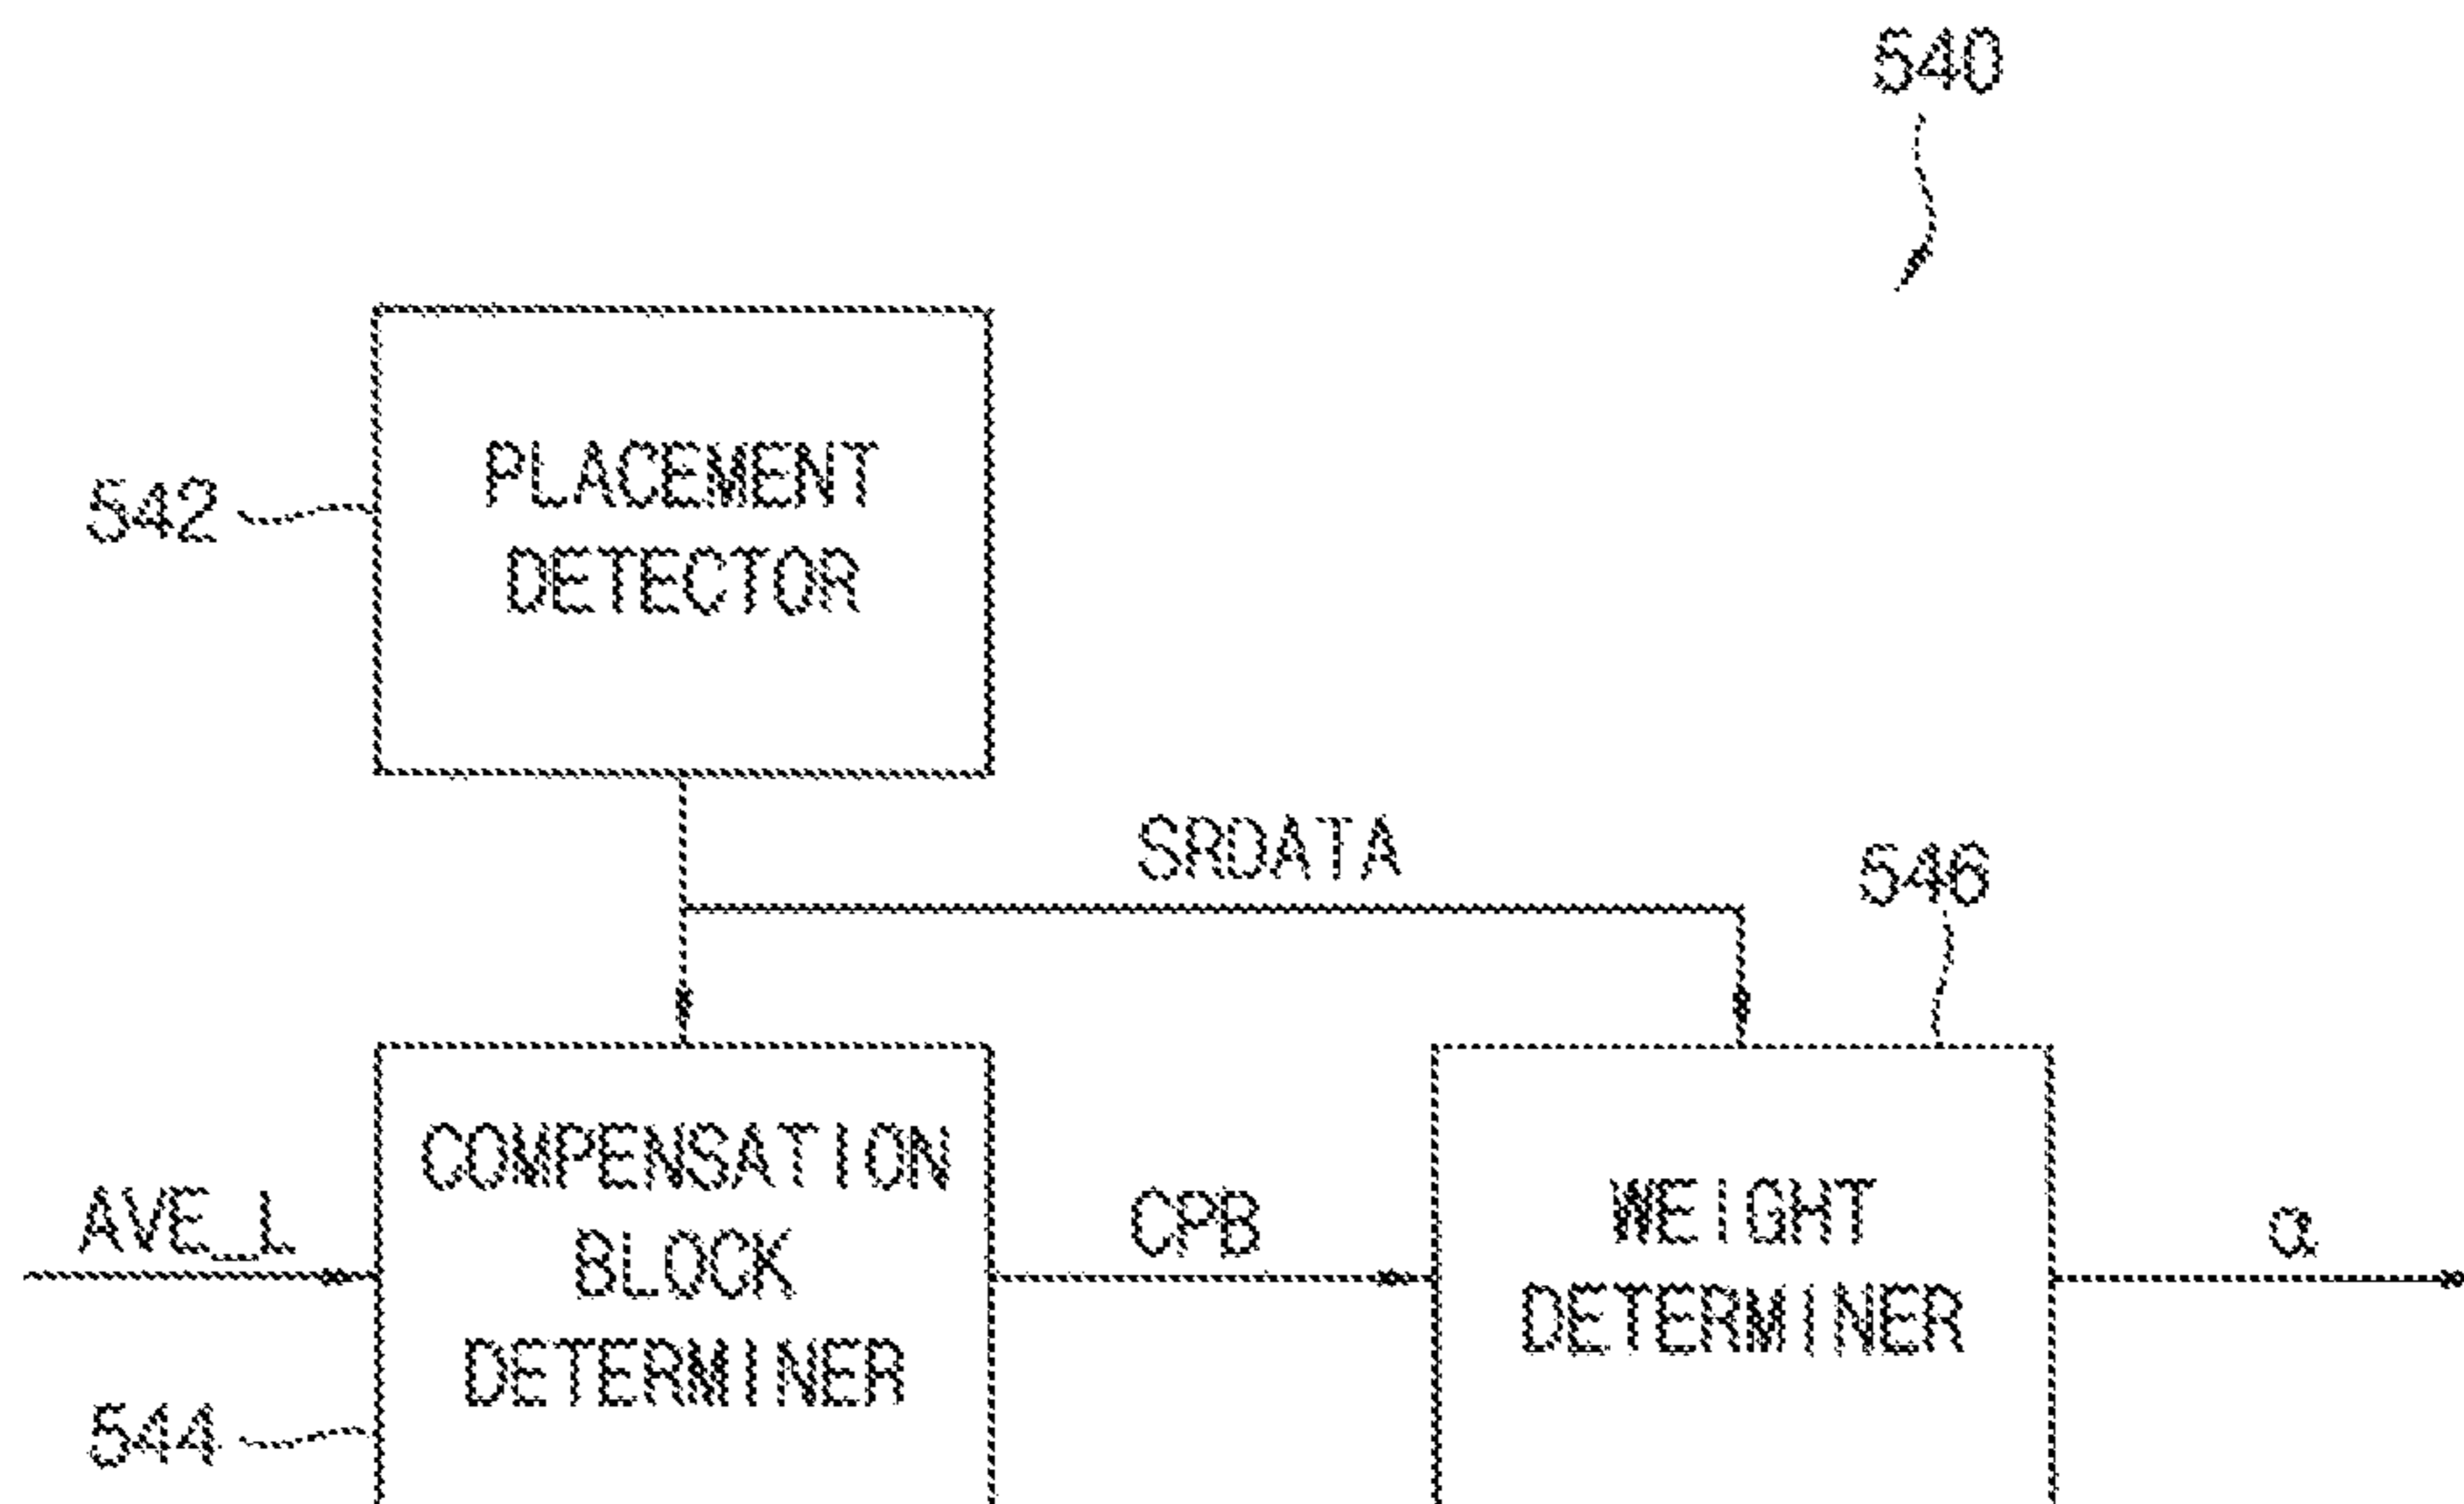 540
542
PLACEMENT
DETECTOR
SRDATA
546
AVE_L
COMPENSATION
BLOCK
DETERMINER
CPB
WEIGHT
DETERMINER
α
544